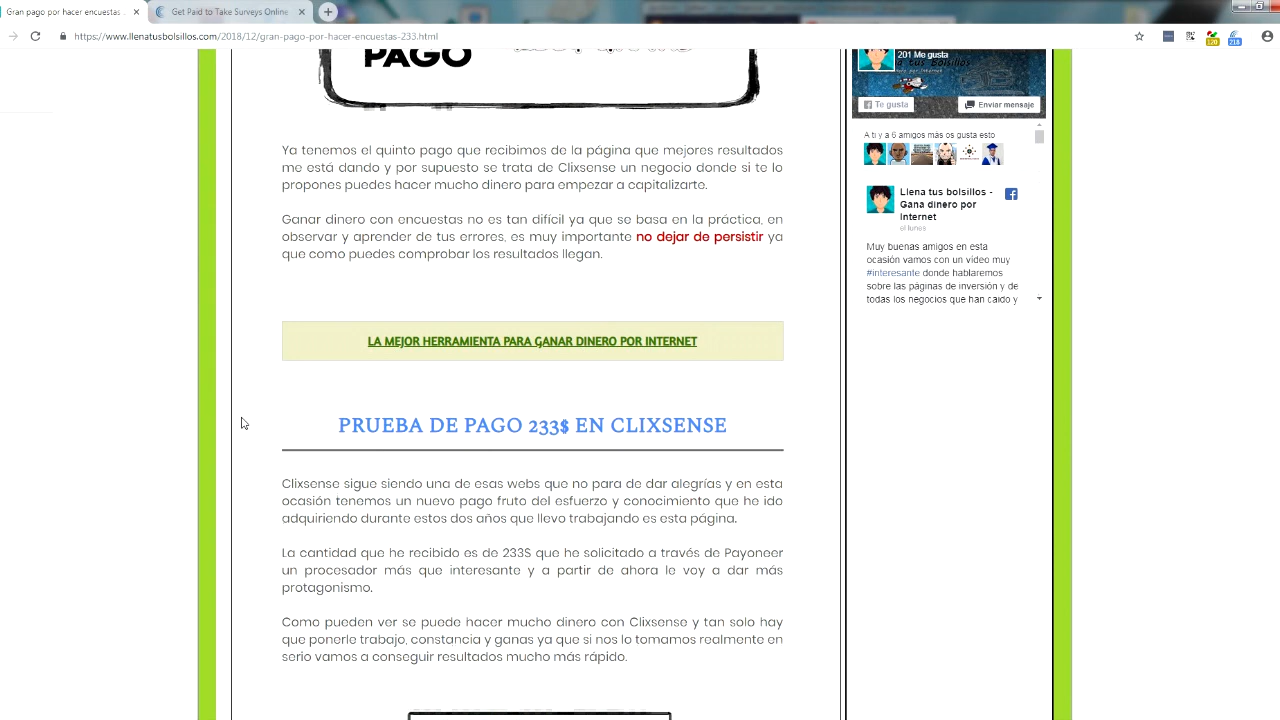 Gran pago por hacer encuestas
Get Paid to Take Surveys Online
https://www.llenatusbolsillos.com/2018/12/gran-pago-por-hacer-encuestas-233.html
120
218
PAGO
Ya tenemos el quinto pago que recibimos de la página que mejores resultados
me está dando y por supuesto se trata de Clixsense un negocio donde si te lo
propones puedes hacer mucho dinero para empezar a capitalizarte.
Ganar dinero con encuestas no es tan difícil ya que se basa en la práctica, en
observar y aprender de tus errores, es muy importante no dejar de persistir ya
que como puedes comprobar los resultados llegan.
LA MEJOR HERRAMIENTA PARA GANAR DINERO POR INTERNET
PRUEBA DE PAGO 233$ EN CLIXSENSE
Clixsense sigue siendo una de esas webs que no para de dar alegrías y en esta
ocasión tenemos un nuevo pago fruto del esfuerzo y conocimiento que he ido
adquiriendo durante estos dos años que llevo trabajando es esta página.
La cantidad que he recibido es de 233$ que he solicitado a través de Payoneer
un procesador más que interesante y a partir de ahora le voy a dar más
protagonismo.
Como pueden ver se puede hacer mucho dinero con Clixsense y tan solo hay
que ponerle trabajo, constancia y ganas ya que si nos lo tomamos realmente en
serio vamos a conseguir resultados mucho más rápido.
201 Me gusta
Te gusta
Enviar mensaje
A ti y a 6 amigos más os gusta esto
Llena tus bolsillos -
Gana dinero por
Internet
el lunes
Muy buenas amigos en esta
ocasión vamos con un vídeo muy
#interesante donde hablaremos
sobre las páginas de inversión y de
todas los negocios que han caído y